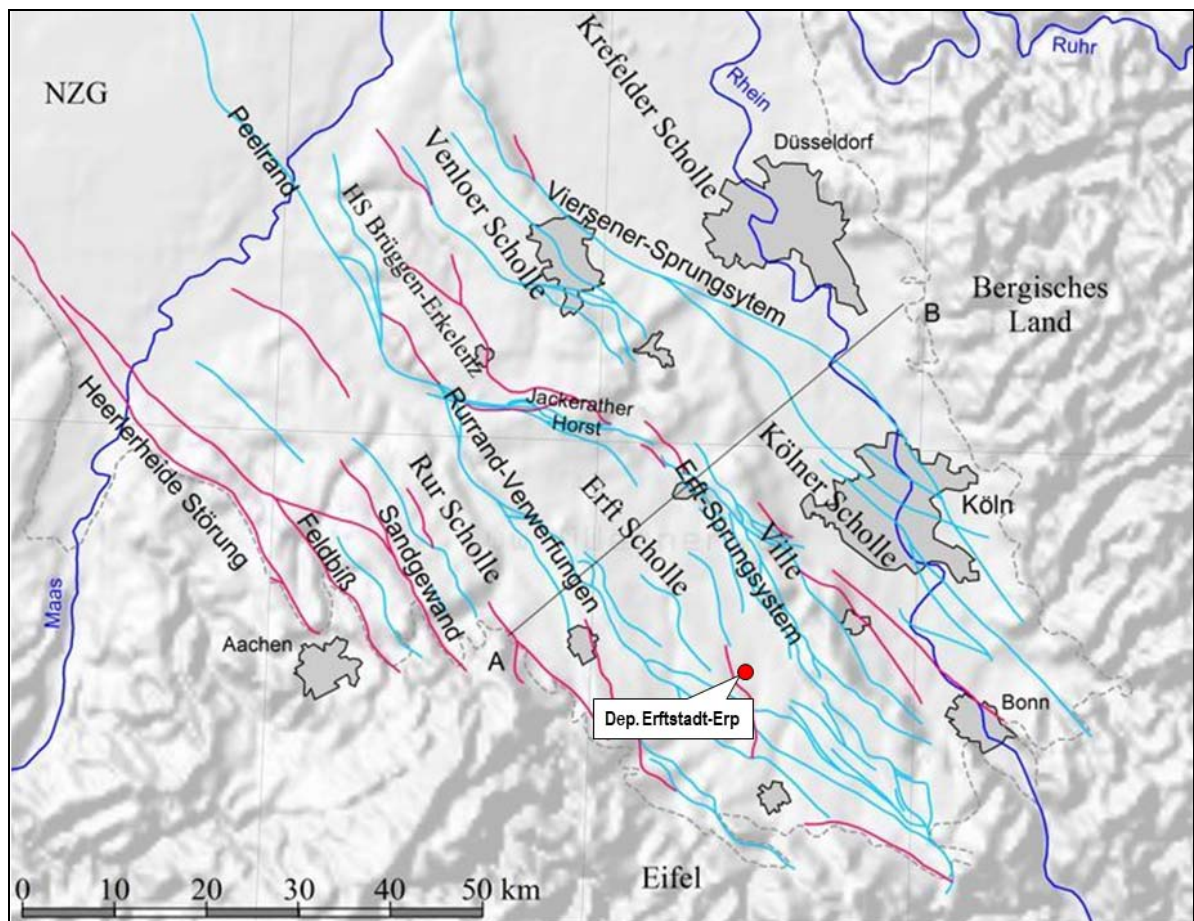 NZG
Peelrand
HS Brüggen-Erkelenz
Venloer Scholle
Viersener-Sprungsytem
Krefelder Scholle
Rhein
Ruhr
Düsseldorf
Bergisches
Land
B
Heerlerheide Störung
Feldbiß
Sandgewand
Rur Scholle
Rurrand-Verwerfungen
Jackerather
Horst
Erft Scholle
Erft-Sprungsystem
Ville
Kölner Scholle
Köln
Maas
Aachen
A
Dep. Erftstadt-Erp
Bonn
Eifel
0 10 20 30 40 50 km